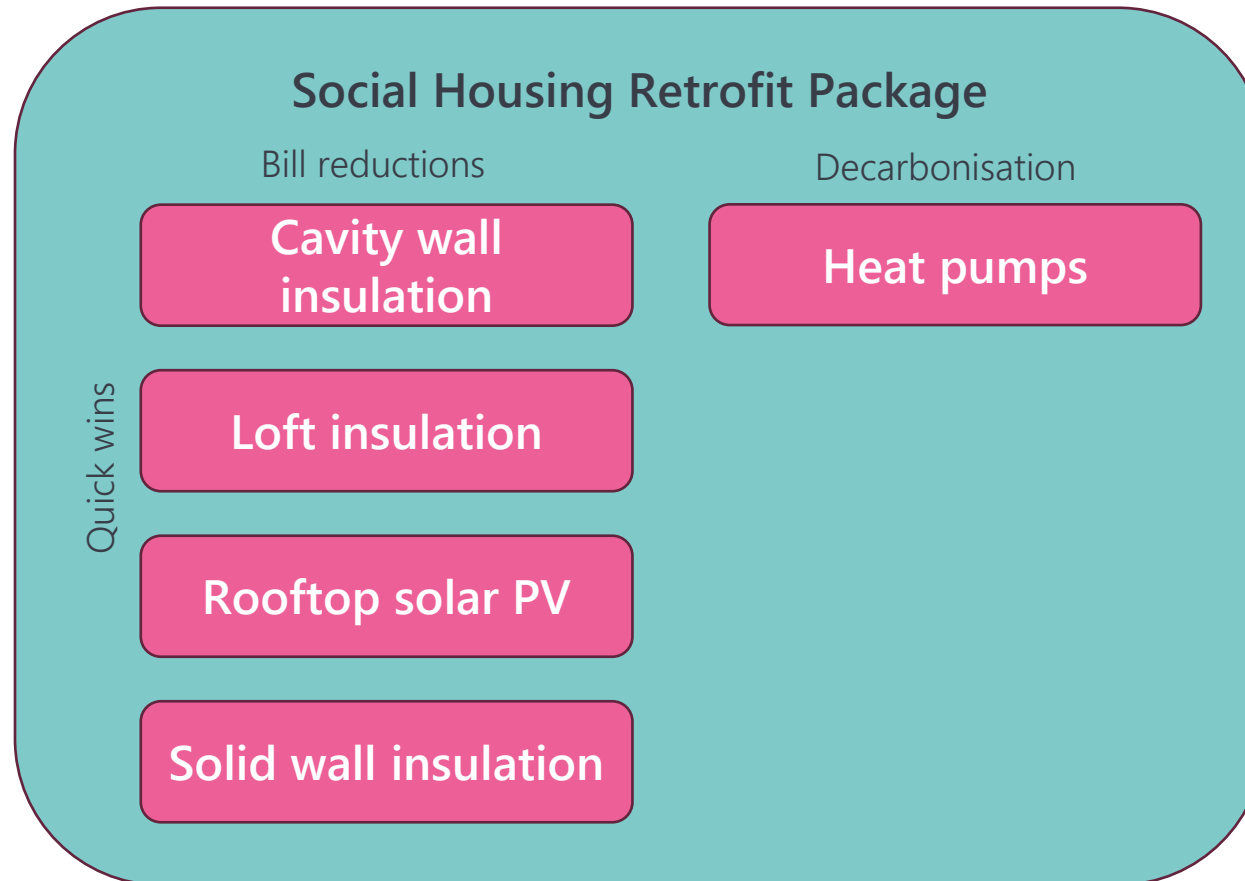 Social Housing Retrofit Package
Bill reductions
Decarbonisation
Cavity wall
insulation
Heat pumps
Quick wins
Loft insulation
Rooftop solar PV
Solid wall insulation